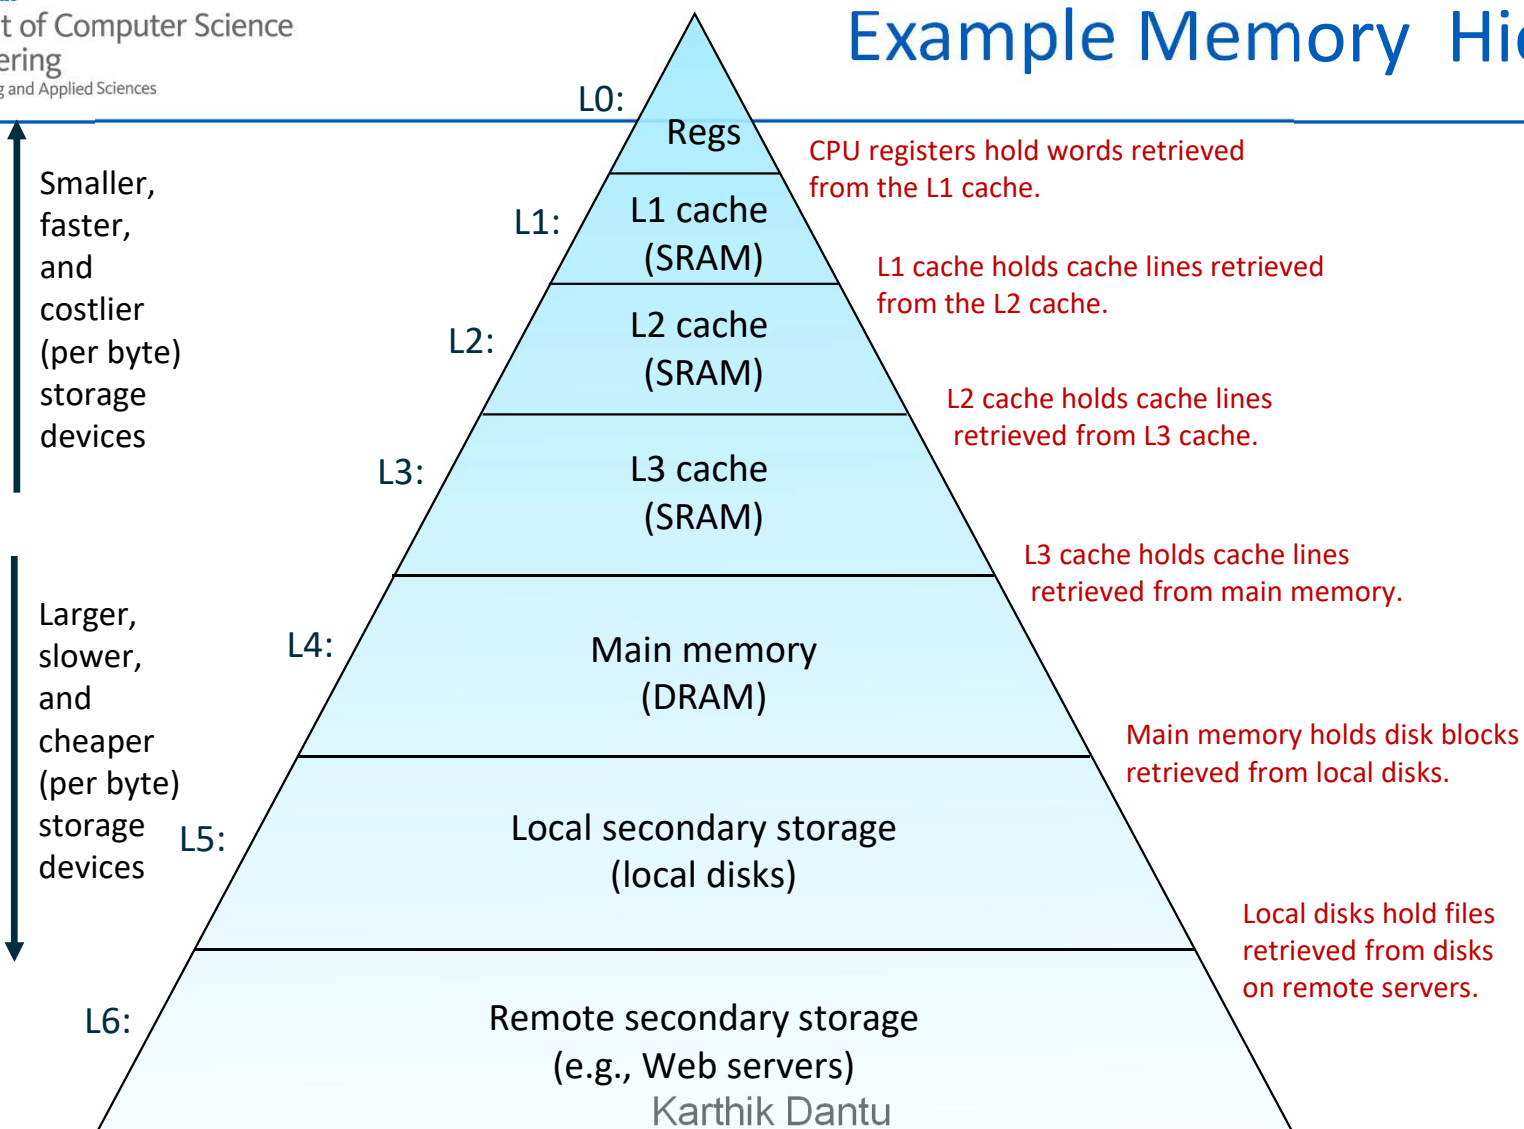 t of Computer Science
ering
g and Applied Sciences
Example Memory Hie
L0:
Regs
CPU registers hold words retrieved
from the L1 cache.
Smaller,
faster,
and
costlier
(per byte)
storage
devices
L1:
L1 cache
(SRAM)
L1 cache holds cache lines retrieved
from the L2 cache.
L2:
L2 cache
(SRAM)
L2 cache holds cache lines
retrieved from L3 cache.
L3:
L3 cache
(SRAM)
L3 cache holds cache lines
retrieved from main memory.
Larger,
slower,
and
cheaper
(per byte)
storage
devices
L4:
Main memory
(DRAM)
Main memory holds disk blocks
retrieved from local disks.
L5:
Local secondary storage
(local disks)
Local disks hold files
retrieved from disks
on remote servers.
L6:
Remote secondary storage
(e.g., Web servers)
Karthik Dantu